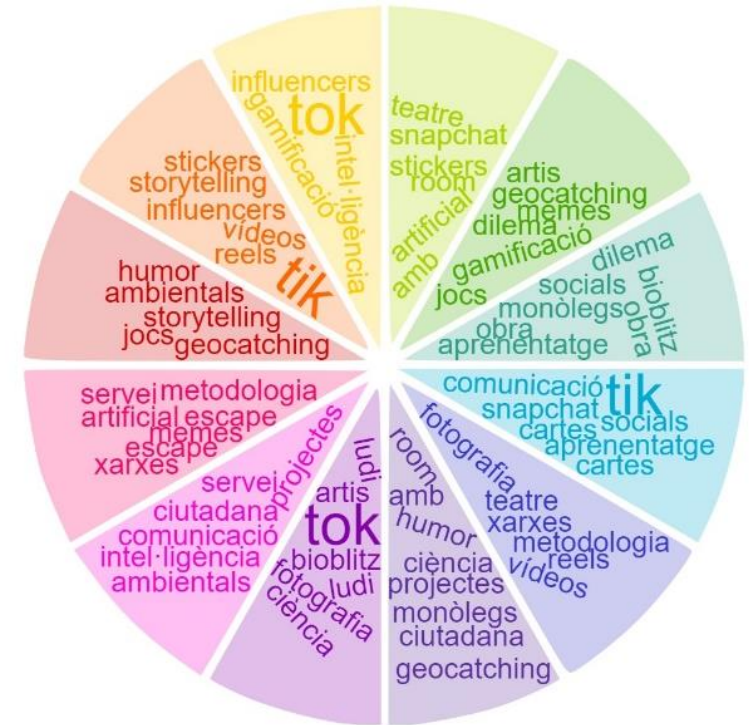 influencers
tok
gamificació
intel·ligència
teatre
snapchat
stickers
room
artificial
amb
artis
geocatching
memes
dilema
gamificació
jocs
dilema
bioblitz
socials
monòlegs
obra
obra
aprenentatge
comunicació
tik
snapchat
socials
cartes
aprenentatge
cartes
fotografia
teatre
xarxes
metodologia
reels
vídeos
room
amb
humor
ciència
projectes
monòlegs
ciutadana
geocatching
ludi
artis
tok
bioblitz
ludi
fotografia
ciència
projectes
servei
ciutadana
comunicació
intel·ligència
ambientals
servei
metodologia
artificial
escape
memes
escape
xarxes
humor
ambientals
storytelling
jocs
geocatching
stickers
storytelling
influencers
vídeos
reels
tik